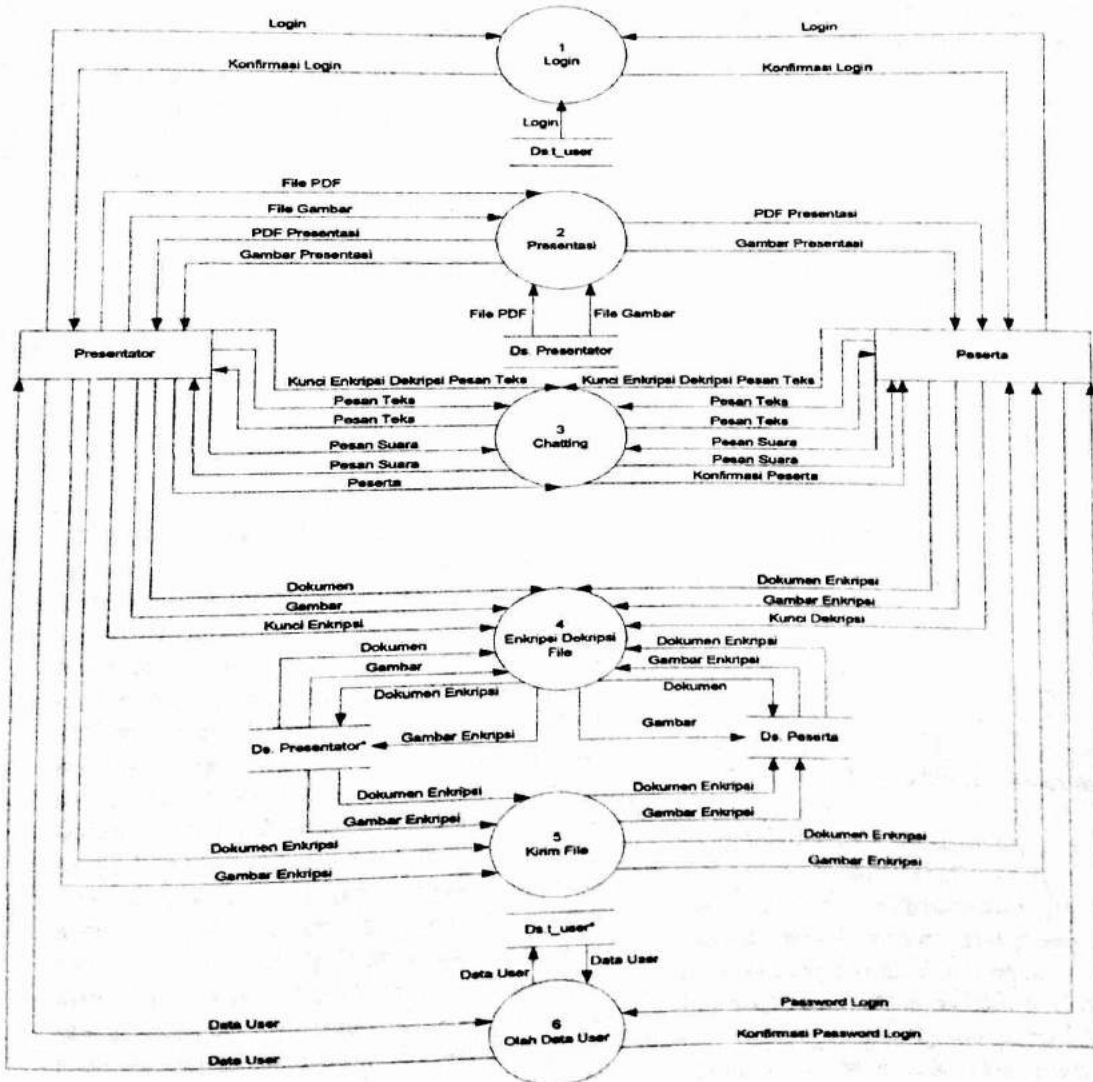 Login
Login
1
Login
Konfirmasi Login
Konfirmasi Login
Login
Ds t_user
File PDF
File Gambar
PDF Presentasi
PDF Presentasi
2
Presentasi
Gambar Presentasi
Gambar Presentasi
File PDF
File Gambar
Presentator
Ds. Presentator
Peserta
Kunci Enkripsi Dekripsi Pesan Teks
Kunci Enkripsi Dekripsi Pesan Teks
Pesan Teks
Pesan Teks
Pesan Teks
3
Chatting
Pesan Teks
Pesan Suara
Pesan Suara
Pesan Suara
Pesan Suara
Peserta
Konfirmasi Peserta
Dokumen
Dokumen Enkripsi
Gambar
Gambar Enkripsi
Kunci Enkripsi
4
Enkripsi Dekripsi
File
Kunci Dekripsi
Dokumen
Dokumen Enkripsi
Gambar
Gambar Enkripsi
Dokumen Enkripsi
Dokumen
Gambar Enkripsi
Gambar
Ds. Presentator*
Ds. Peserta
Dokumen Enkripsi
Dokumen Enkripsi
Gambar Enkripsi
Gambar Enkripsi
5
Kirim File
Dokumen Enkripsi
Dokumen Enkripsi
Gambar Enkripsi
Gambar Enkripsi
Ds t_user*
Data User
Data User
Password Login
Data User
6
Olah Data User
Konfirmasi Password Login
Data User